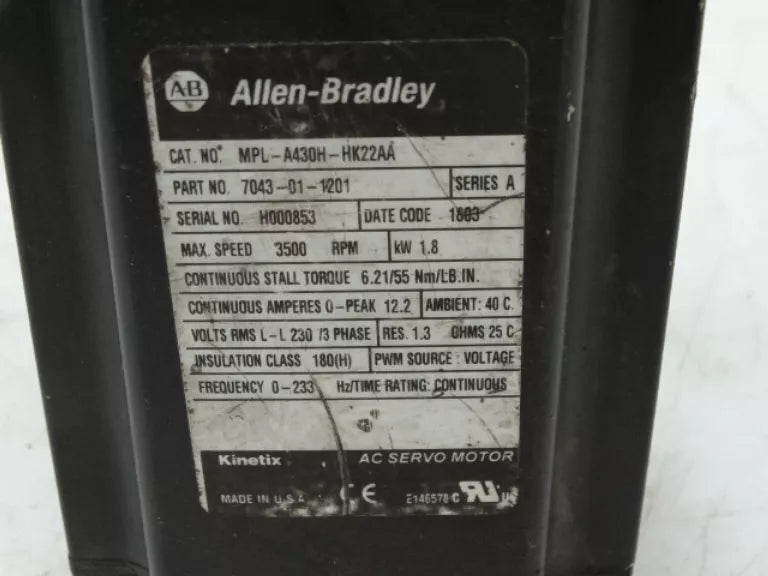 A-B Allen-Bradley
CAT. NO. MPL-A430H-HK22AA
PART NO. 7043-01-1201 SERIES A
SERIAL NO. H000853 DATE CODE 1603
MAX. SPEED 3500 RPM kW 1.8
CONTINUOUS STALL TORQUE 6.21/55 Nm/LB.IN.
CONTINUOUS AMPERES 0-PEAK 12.2 AMBIENT: 40 C.
VOLTS RMS L-L 230 /3 PHASE RES. 1.3 OHMS 25 C
INSULATION CLASS 180(H) PWM SOURCE : VOLTAGE
FREQUENCY 0-233 Hz/TIME RATING: CONTINUOUS
Kinetix AC SERVO MOTOR
MADE IN U.S.A. CE E146578 c RU us